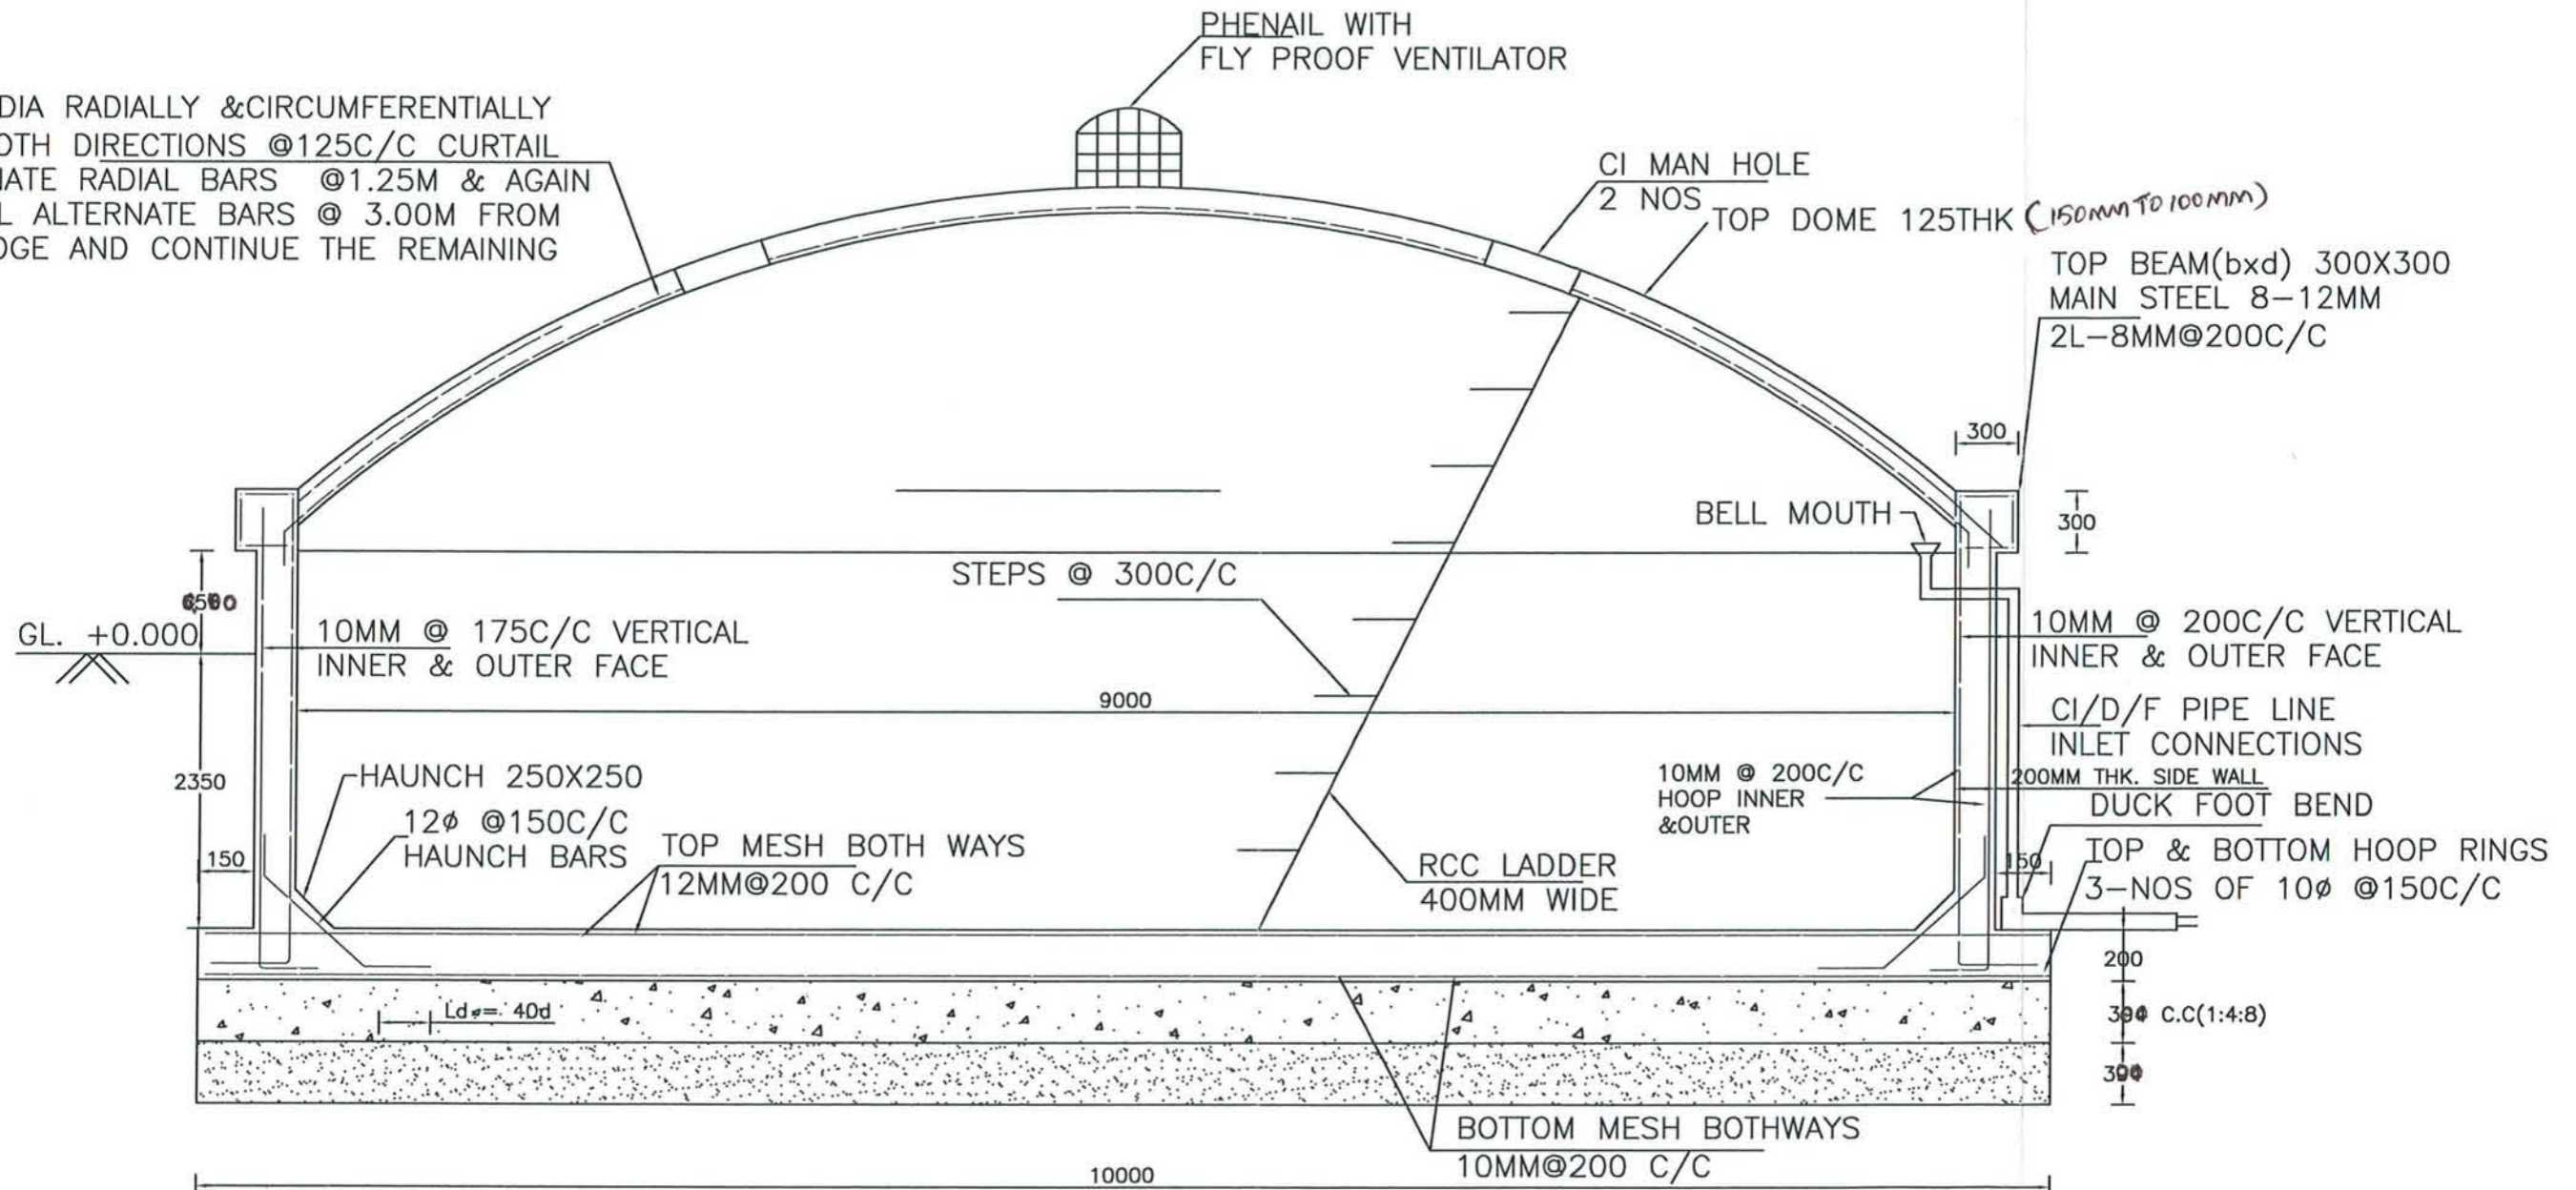 PHENAIL WITH
FLY PROOF VENTILATOR
DIA RADIALLY &CIRCUMFERENTIALLY
DIRECTIONS @125C/C CURTAIL
RADIAL BARS @1.25M & AGAIN
ALTERNATE BARS @ 3.00M FROM
AND CONTINUE THE REMAINING
CI MAN HOLE
2 NOS
TOP DOME 125THK (150MM TO 100MM)
TOP BEAM(bxd) 300X300
MAIN STEEL 8-12MM
2L-8MM@200C/C
300
300
BELL MOUTH
STEPS @ 300C/C
GL. +0.000
10MM @ 175C/C VERTICAL
INNER & OUTER FACE
10MM @ 200C/C VERTICAL
INNER & OUTER FACE
9000
CI/D/F PIPE LINE
INLET CONNECTIONS
2350
HAUNCH 250X250
12ø @150C/C
HAUNCH BARS
10MM @ 200C/C
HOOP INNER
&OUTER
200MM THK. SIDE WALL
DUCK FOOT BEND
150
TOP MESH BOTH WAYS
12MM@200 C/C
RCC LADDER
400MM WIDE
150
TOP & BOTTOM HOOP RINGS
3-NOS OF 10ø @150C/C
200
Ld = 40d
C.C(1:4:8)
BOTTOM MESH BOTHWAYS
10MM@200 C/C
10000